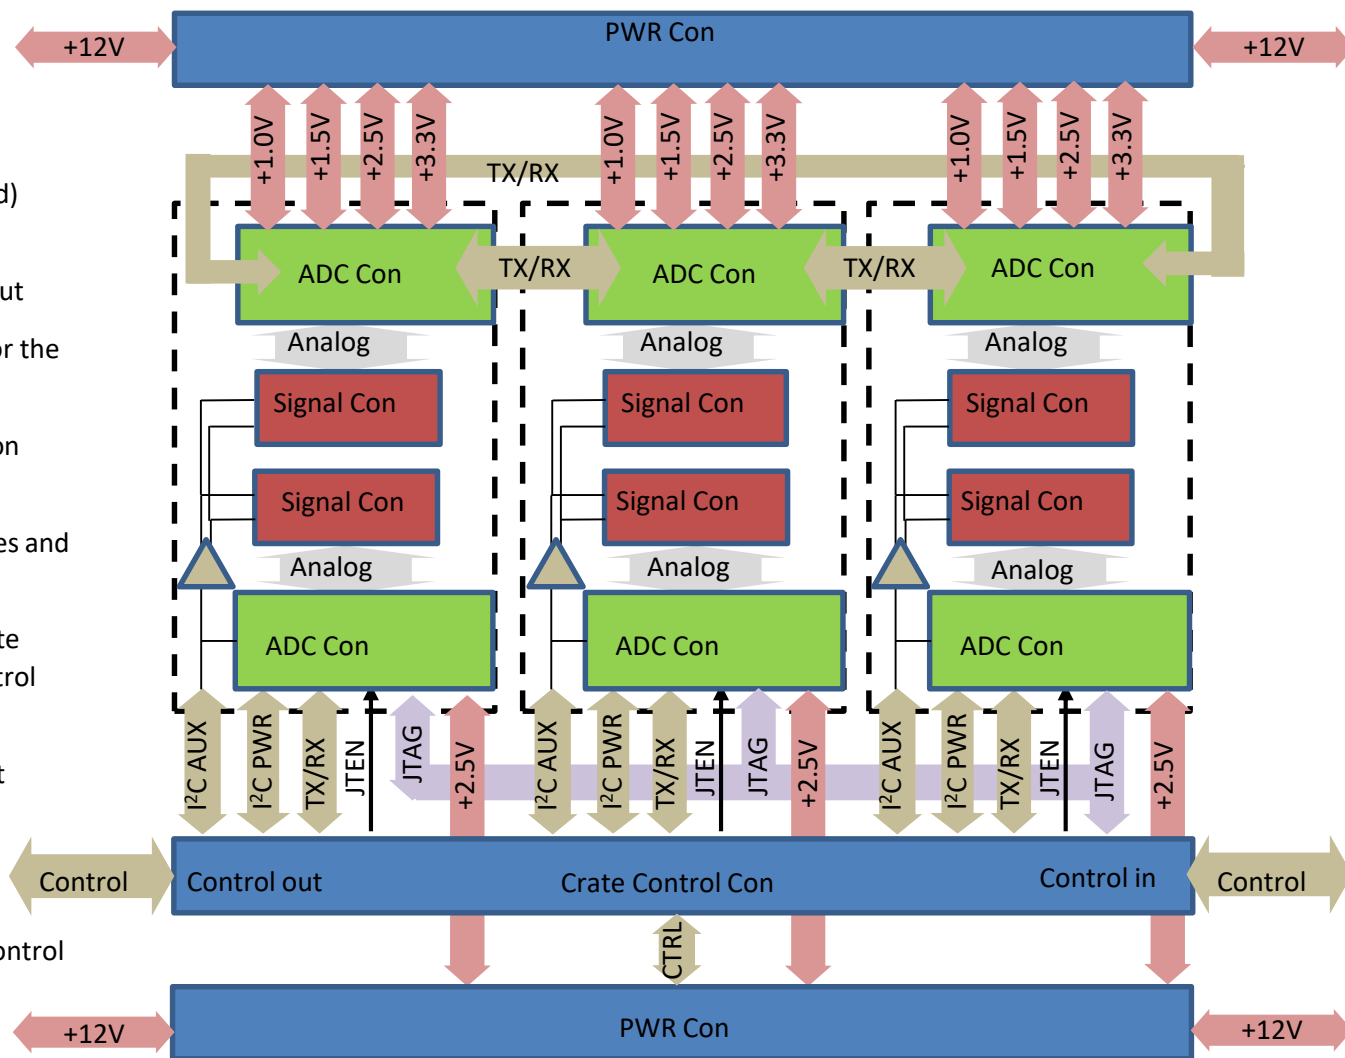 PWR Con
+12V
+12V
+1.0V
+1.5V
+2.5V
+3.3V
+1.0V
+1.5V
+2.5V
+3.3V
+1.0V
+1.5V
+2.5V
+3.3V
TX/RX
d)
ADC Con
TX/RX
ADC Con
TX/RX
ADC Con
ut
or the
Analog
Analog
Analog
Signal Con
Signal Con
Signal Con
on
Signal Con
Signal Con
Signal Con
es and
Analog
Analog
Analog
te
ADC Con
ADC Con
ADC Con
trol
I²C AUX
I²C PWR
TX/RX
JTEN
JTAG
+2.5V
I²C AUX
I²C PWR
TX/RX
JTEN
JTAG
+2.5V
I²C AUX
I²C PWR
TX/RX
JTEN
JTAG
+2.5V
t
Control
Control out
Crate Control Con
Control in
Control
ontrol
CTRL
+12V
PWR Con
+12V